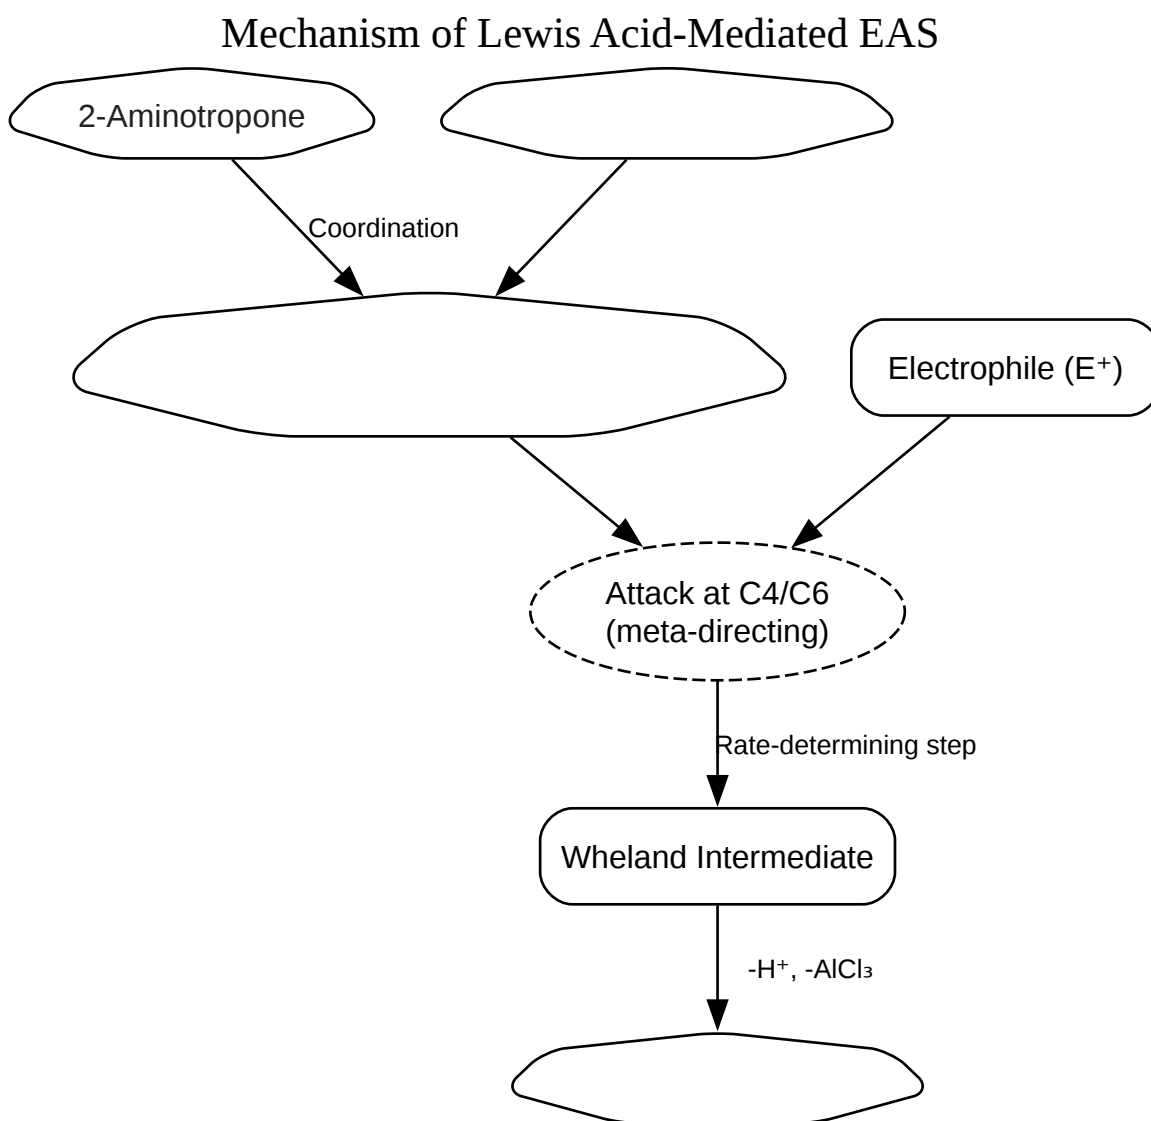 Mechanism of Lewis Acid-Mediated EAS
2-Aminotropone
Coordination
Electrophile (E⁺)
Attack at C4/C6
(meta-directing)
Rate-determining step
Wheland Intermediate
-H⁺, -AlCl₃